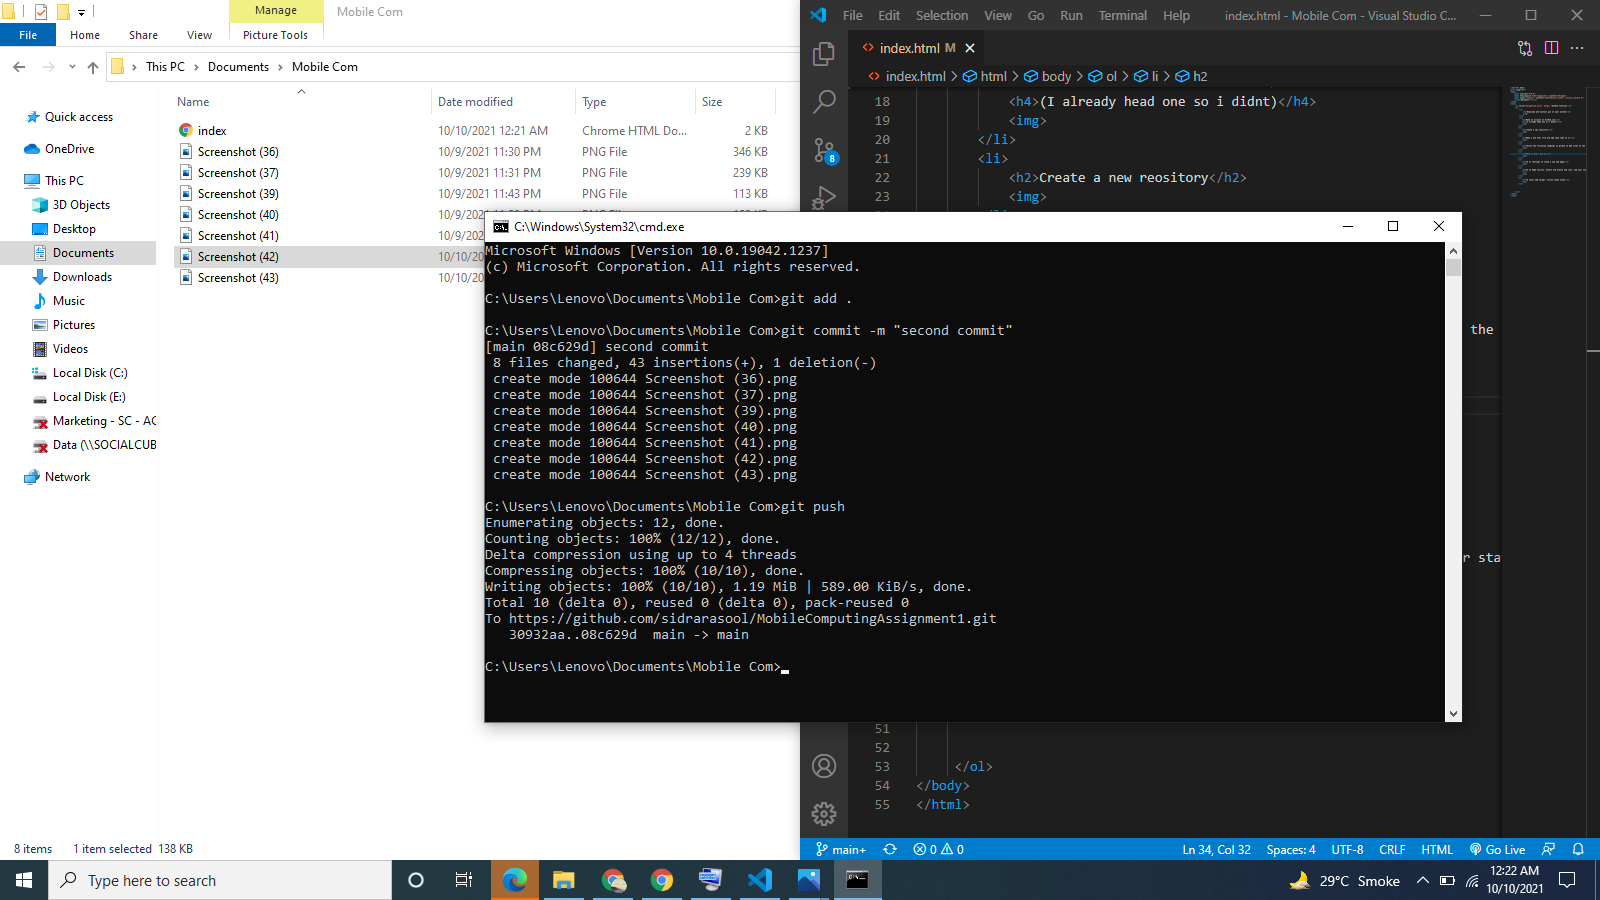 Manage
Mobile Com
File
Home
Share
View
Picture Tools
This PC > Documents > Mobile Com
Name
Date modified
Type
Size
Quick access
OneDrive
This PC
3D Objects
Desktop
Documents
Downloads
Music
Pictures
Videos
Local Disk (C:)
Local Disk (E:)
Marketing - SC - AC
Data (\\SOCIALCUB
Network
index 10/10/2021 12:21 AM Chrome HTML Do... 2 KB
Screenshot (36) 10/9/2021 11:30 PM PNG File 346 KB
Screenshot (37) 10/9/2021 11:31 PM PNG File 239 KB
Screenshot (39) 10/9/2021 11:43 PM PNG File 113 KB
Screenshot (40)
Screenshot (41) 10/9/202
Screenshot (42) 10/10/20
Screenshot (43) 10/10/20
8 items 1 item selected 138 KB
File Edit Selection View Go Run Terminal Help index.html - Mobile Com - Visual Studio C...
index.html M
index.html > html > body > ol > li > h2
18 <h4>(I already head one so i didnt)</h4>
19 <img>
20 </li>
21 <li>
22 <h2>Create a new reository</h2>
23 <img>
8
the
r sta
C:\Windows\System32\cmd.exe
Microsoft Windows [Version 10.0.19042.1237]
(c) Microsoft Corporation. All rights reserved.
C:\Users\Lenovo\Documents\Mobile Com>git add .
C:\Users\Lenovo\Documents\Mobile Com>git commit -m "second commit"
[main 08c629d] second commit
8 files changed, 43 insertions(+), 1 deletion(-)
create mode 100644 Screenshot (36).png
create mode 100644 Screenshot (37).png
create mode 100644 Screenshot (39).png
create mode 100644 Screenshot (40).png
create mode 100644 Screenshot (41).png
create mode 100644 Screenshot (42).png
create mode 100644 Screenshot (43).png
C:\Users\Lenovo\Documents\Mobile Com>git push
Enumerating objects: 12, done.
Counting objects: 100% (12/12), done.
Delta compression using up to 4 threads
Compressing objects: 100% (10/10), done.
Writing objects: 100% (10/10), 1.19 MiB | 589.00 KiB/s, done.
Total 10 (delta 0), reused 0 (delta 0), pack-reused 0
To https://github.com/sidrarasool/MobileComputingAssignment1.git
30932aa..08c629d main -> main
C:\Users\Lenovo\Documents\Mobile Com>
51
52
53 </ol>
54 </body>
55 </html>
main+ 0 0 Ln 34, Col 32 Spaces: 4 UTF-8 CRLF HTML Go Live
Type here to search
29°C Smoke
12:22 AM
10/10/2021